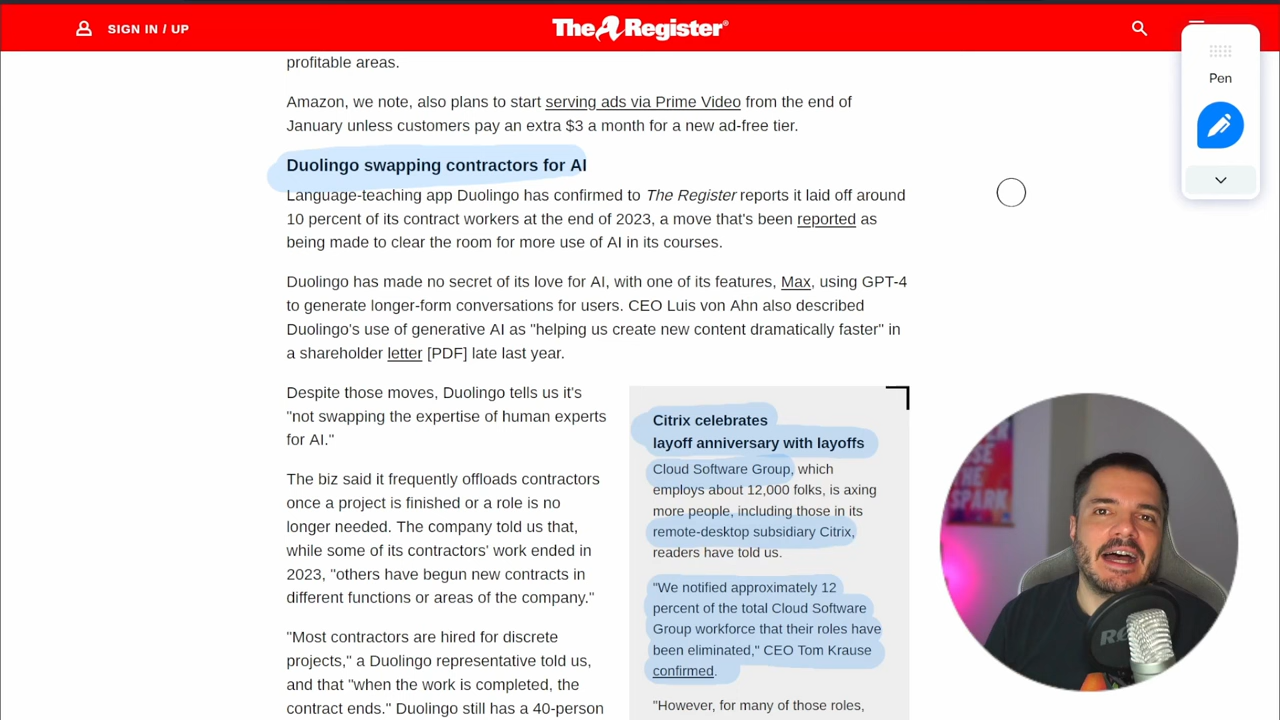 SIGN IN / UP
The Register®
Pen
profitable areas.
Amazon, we note, also plans to start serving ads via Prime Video from the end of
January unless customers pay an extra $3 a month for a new ad-free tier.
Duolingo swapping contractors for AI
Language-teaching app Duolingo has confirmed to The Register reports it laid off around
10 percent of its contract workers at the end of 2023, a move that's been reported as
being made to clear the room for more use of AI in its courses.
Duolingo has made no secret of its love for AI, with one of its features, Max, using GPT-4
to generate longer-form conversations for users. CEO Luis von Ahn also described
Duolingo's use of generative AI as "helping us create new content dramatically faster" in
a shareholder letter [PDF] late last year.
Despite those moves, Duolingo tells us it's
"not swapping the expertise of human experts
for AI."
The biz said it frequently offloads contractors
once a project is finished or a role is no
longer needed. The company told us that,
while some of its contractors' work ended in
2023, "others have begun new contracts in
different functions or areas of the company."
"Most contractors are hired for discrete
projects," a Duolingo representative told us,
and that "when the work is completed, the
contract ends." Duolingo still has a 40-person
Citrix celebrates
layoff anniversary with layoffs
Cloud Software Group, which
employs about 12,000 folks, is axing
more people, including those in its
remote-desktop subsidiary Citrix,
readers have told us.
"We notified approximately 12
percent of the total Cloud Software
Group workforce that their roles have
been eliminated," CEO Tom Krause
confirmed.
"However, for many of those roles,
THE
SPARK